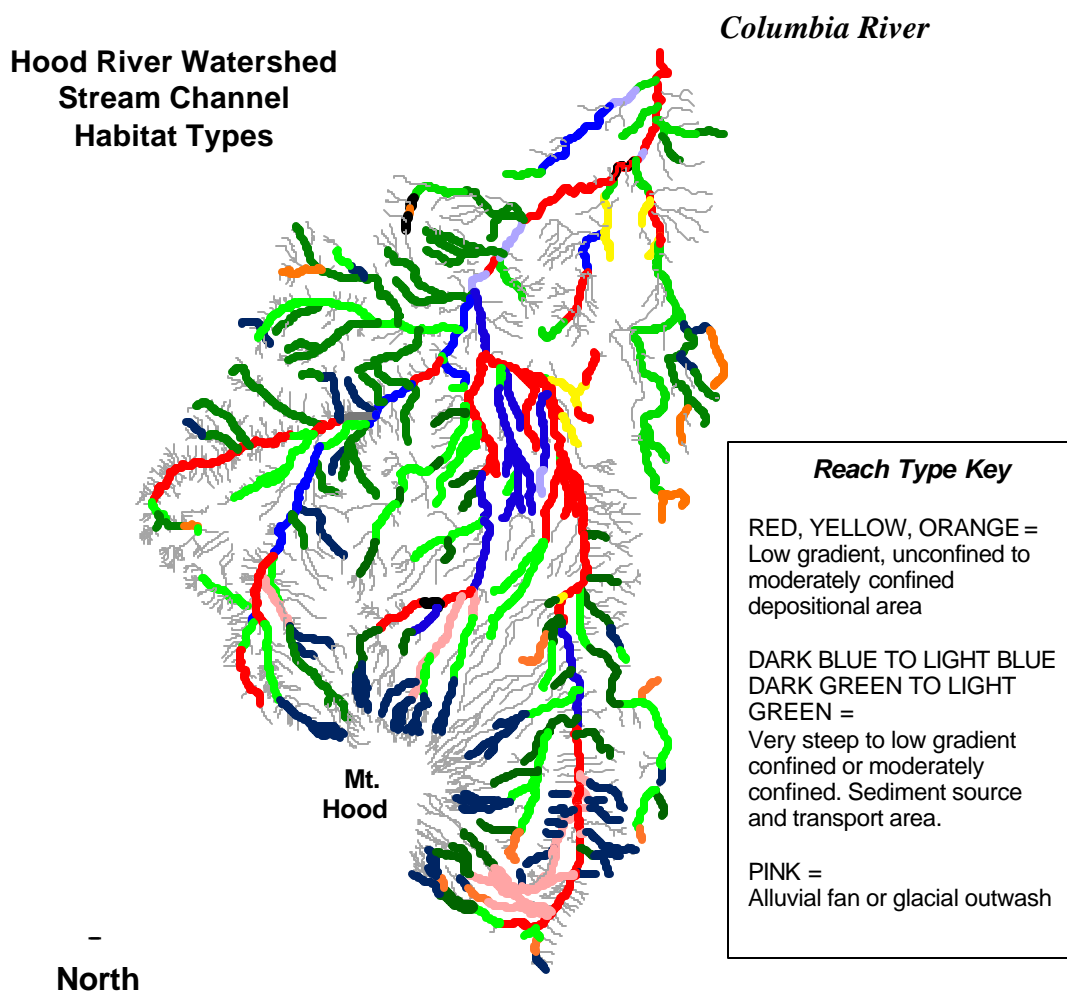 Columbia River
Hood River Watershed
Stream Channel
Habitat Types
Reach Type Key
RED, YELLOW, ORANGE =
Low gradient, unconfined to
moderately confined
depositional area
DARK BLUE TO LIGHT BLUE
DARK GREEN TO LIGHT
GREEN =
Very steep to low gradient
confined or moderately
confined. Sediment source
and transport area.
PINK =
Alluvial fan or glacial outwash
Mt.
Hood
–
North